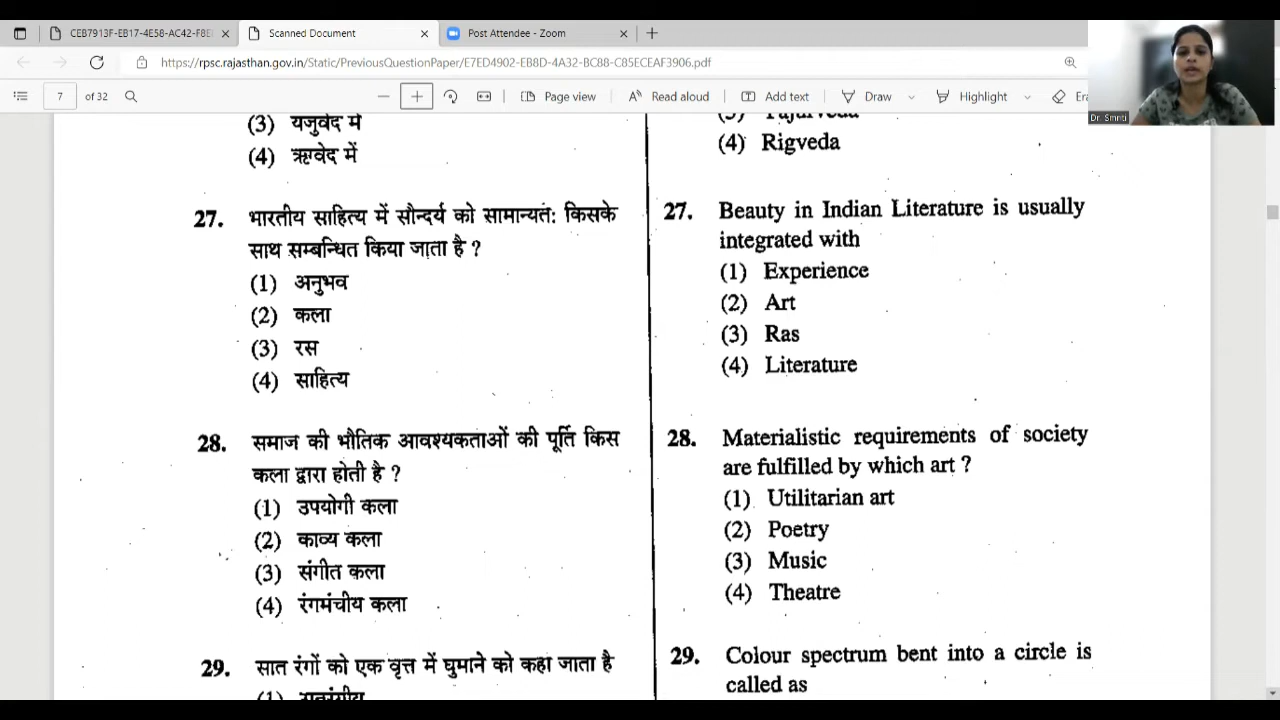 CEB7913F-EB17-4E58-AC42-F8E
Scanned Document
Post Attendee - Zoom
https://rpsc.rajasthan.gov.in/Static/PreviousQuestionPaper/E7ED4902-EB8D-4A32-BC88-C85ECEAF3906.pdf
7 of 32
Page view
Read aloud
Add text
Draw
Highlight
Dr. Smriti
(3) यजुर्वेद में
(4) ऋग्वेद में
27. भारतीय साहित्य में सौन्दर्य को सामान्यतः किसके
साथ सम्बन्धित किया जाता है ?
(1) अनुभव
(2) कला
(3) रस
(4) साहित्य
28. समाज की भौतिक आवश्यकताओं की पूर्ति किस
कला द्वारा होती है ?
(1) उपयोगी कला
(2) काव्य कला
(3) संगीत कला
(4) रंगमंचीय कला
29. सात रंगों को एक वृत्त में घुमाने को कहा जाता है
(3) Yajurveda
(4) Rigveda
27. Beauty in Indian Literature is usually
integrated with
(1) Experience
(2) Art
(3) Ras
(4) Literature
28. Materialistic requirements of society
are fulfilled by which art ?
(1) Utilitarian art
(2) Poetry
(3) Music
(4) Theatre
29. Colour spectrum bent into a circle is
called as